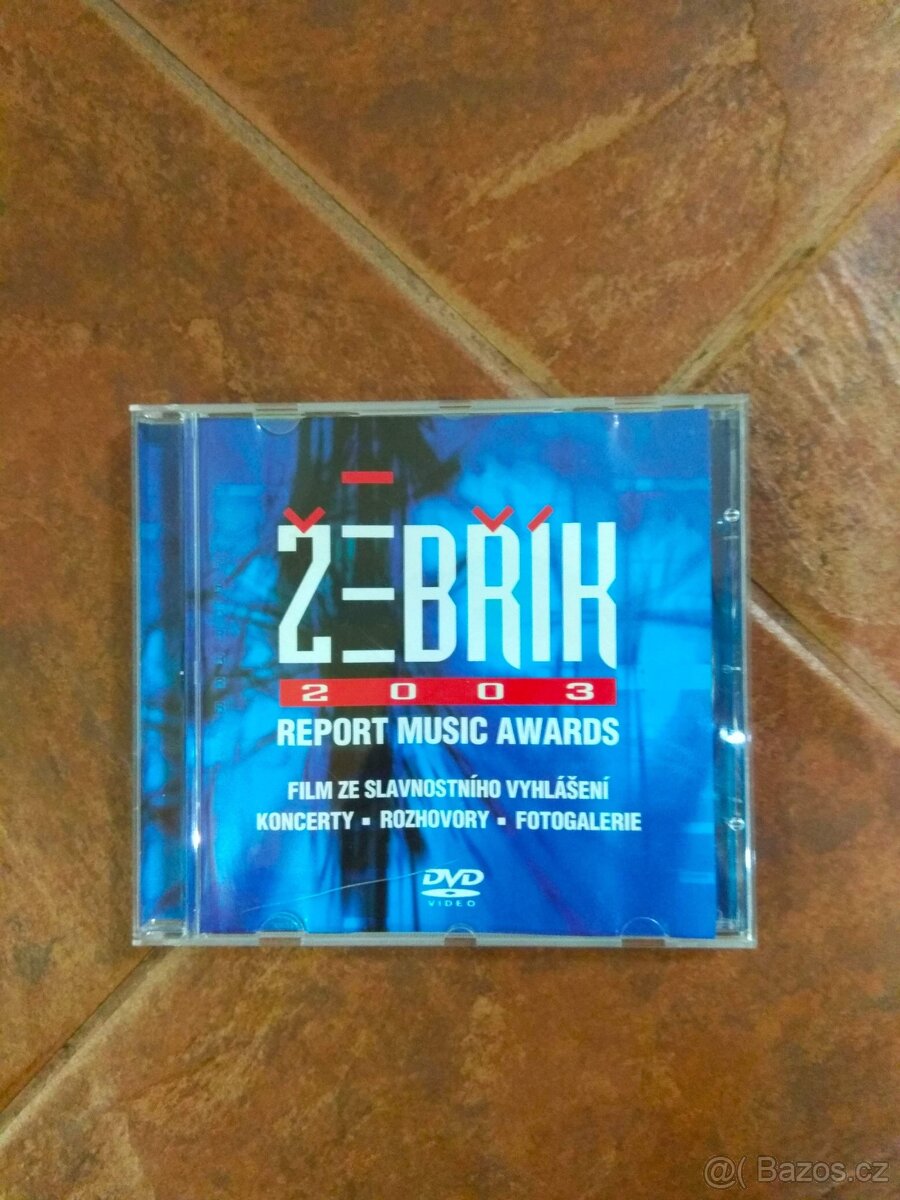 ŽEBŘÍK
2003
REPORT MUSIC AWARDS
FILM ZE SLAVNOSTNÍHO VYHLÁŠENÍ
KONCERTY ▪ ROZHOVORY ▪ FOTOGALERIE
DVD
VIDEO
@( Bazos.cz